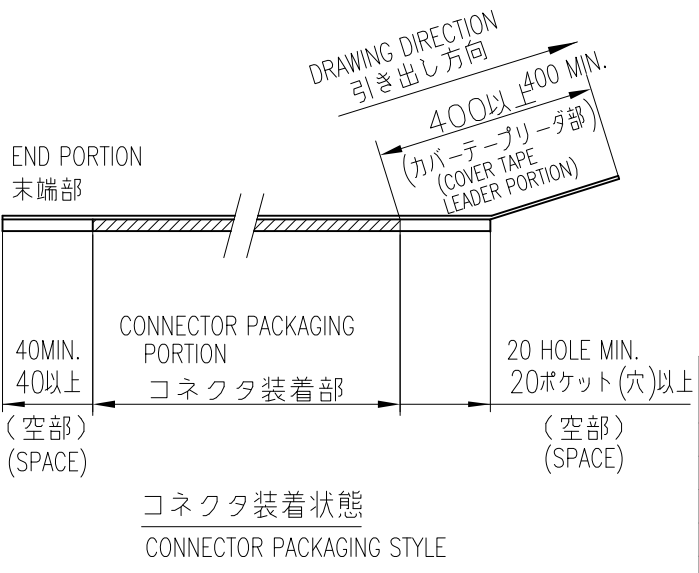 DRAWING DIRECTION
引き出し方向
400以上 400 MIN.
(カバーテープリーダ部)
(COVER TAPE
LEADER PORTION)
END PORTION
末端部
40MIN.
40以上
(空部)
(SPACE)
CONNECTOR PACKAGING
PORTION
コネクタ装着部
20 HOLE MIN.
20ポケット(穴)以上
(空部)
(SPACE)
コネクタ装着状態
CONNECTOR PACKAGING STYLE